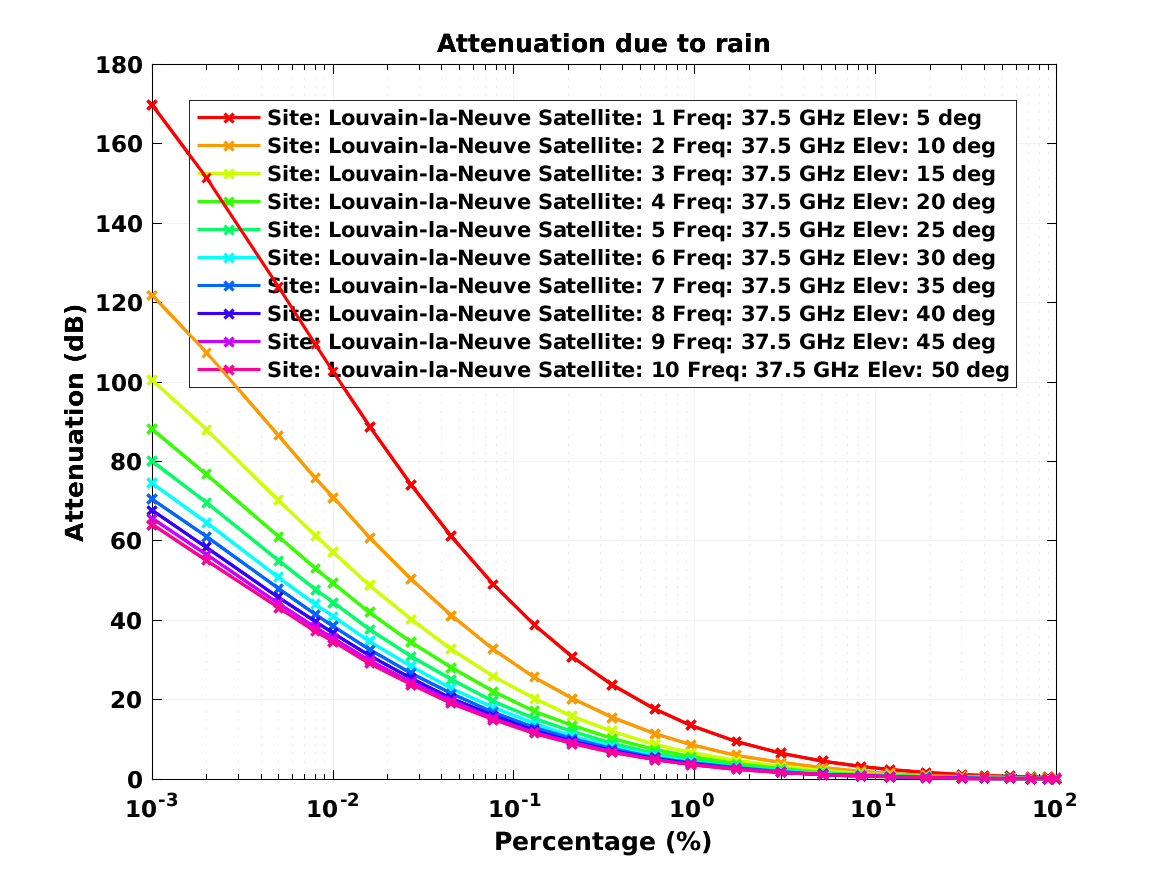 Attenuation due to rain
180
160
140
120
100
80
60
40
20
0
Attenuation (dB)
Site: Louvain-la-Neuve Satellite: 1 Freq: 37.5 GHz Elev: 5 deg
Site: Louvain-la-Neuve Satellite: 2 Freq: 37.5 GHz Elev: 10 deg
Site: Louvain-la-Neuve Satellite: 3 Freq: 37.5 GHz Elev: 15 deg
Site: Louvain-la-Neuve Satellite: 4 Freq: 37.5 GHz Elev: 20 deg
Site: Louvain-la-Neuve Satellite: 5 Freq: 37.5 GHz Elev: 25 deg
Site: Louvain-la-Neuve Satellite: 6 Freq: 37.5 GHz Elev: 30 deg
Site: Louvain-la-Neuve Satellite: 7 Freq: 37.5 GHz Elev: 35 deg
Site: Louvain-la-Neuve Satellite: 8 Freq: 37.5 GHz Elev: 40 deg
Site: Louvain-la-Neuve Satellite: 9 Freq: 37.5 GHz Elev: 45 deg
Site: Louvain-la-Neuve Satellite: 10 Freq: 37.5 GHz Elev: 50 deg
10^-3 10^-2 10^-1 10^0 10^1 10^2
Percentage (%)